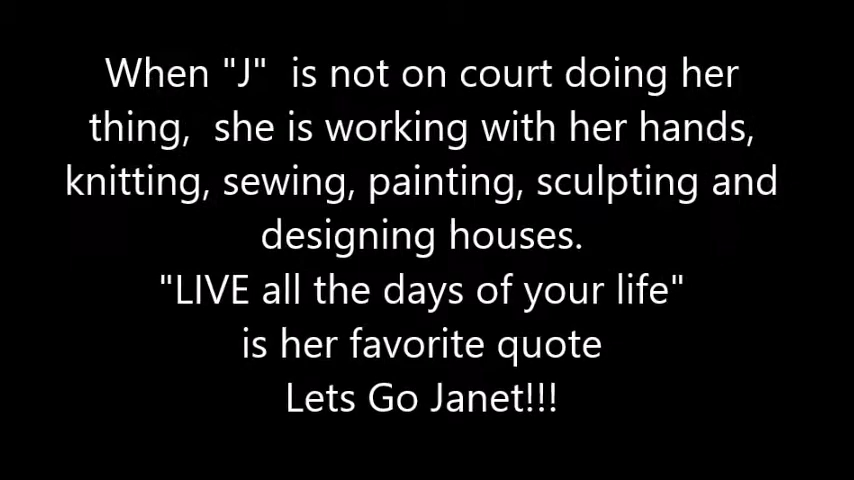 When "J"  is not on court doing her
thing,  she is working with her hands,
knitting, sewing, painting, sculpting and
designing houses.
"LIVE all the days of your life"
is her favorite quote
Lets Go Janet!!!